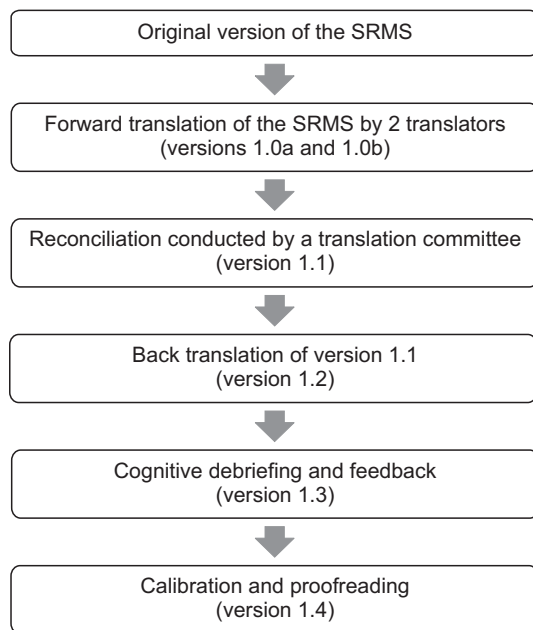 Original version of the SRMS
Forward translation of the SRMS by 2 translators
(versions 1.0a and 1.0b)
Reconciliation conducted by a translation committee
(version 1.1)
Back translation of version 1.1
(version 1.2)
Cognitive debriefing and feedback
(version 1.3)
Calibration and proofreading
(version 1.4)